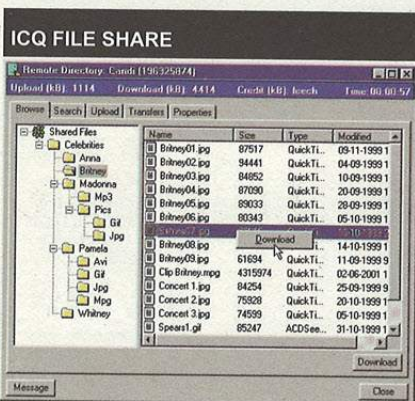 ICQ FILE SHARE
Remote Directory: Candi [196325874]
Upload (kB): 1114 Download (kB): 4414 Credit (kB): leech Time: 00:08:57
Browse Search Upload Transfers Properties
Shared Files
Celebrities
Anna
Britney
Madonna
Mp3
Pics
Gif
Jpg
Pamela
Avi
Gif
Jpg
Mpg
Whitney
Name Size Type Modified
Britney01.jpg 87517 QuickTi... 09-11-1999 1
Britney02.jpg 94441 QuickTi... 04-09-1999 1
Britney03.jpg 84852 QuickTi... 10-09-1999 1
Britney04.jpg 87090 QuickTi... 20-09-1999 1
Britney05.jpg 89033 QuickTi... 28-09-1999 1
Britney06.jpg 80343 QuickTi... 05-10-1999 1
Download
Britney08.jpg QuickTi... 14-10-1999 1
Britney09.jpg 61694 QuickTi... 11-09-1999 9
Clip Britney.mpg 4315974 QuickTi... 02-06-2001 1
Concert 1.jpg 84254 QuickTi... 25-09-1999 9
Concert 2.jpg 75928 QuickTi... 20-10-1999 1
Concert 3.jpg 74599 QuickTi... 05-10-1999 1
Spears1.gif 85247 ACDSee... 31-10-1999 1
Download
Message Close